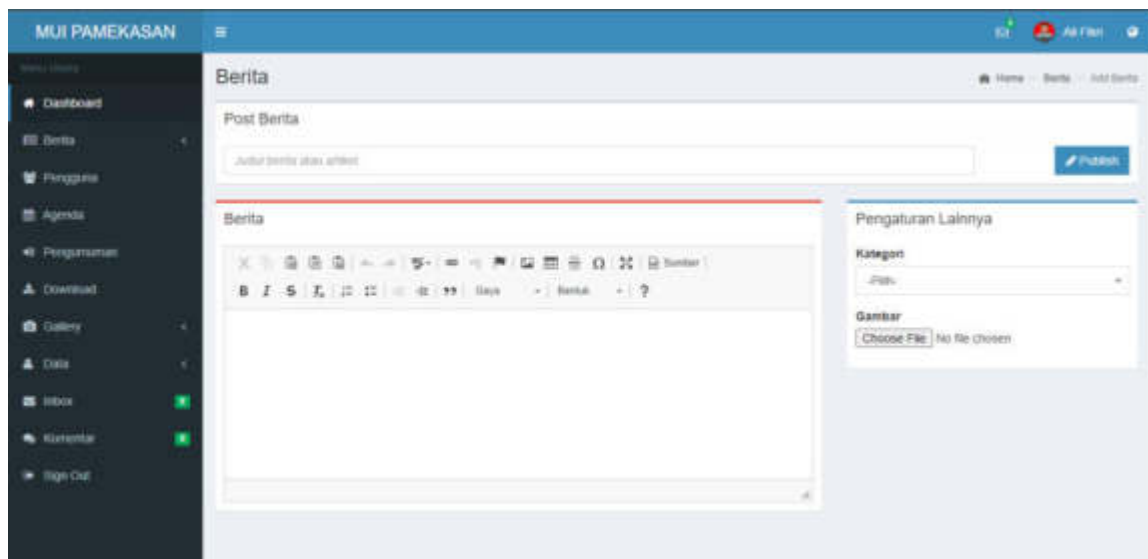 MUI PAMEKASAN
Menu Utama
Dashboard
Berita
Pengguna
Agenda
Pengumuman
Download
Gallery
Data
Inbox
Komentar
Sign Out
Ali Fikri
Berita
Home Berita Add Berita
Post Berita
Judul berita atau artikel
Publish
Berita
Sumber
B I S Gaya Bentuk ?
Pengaturan Lainnya
Kategori
-Pilih-
Gambar
Choose File No file chosen